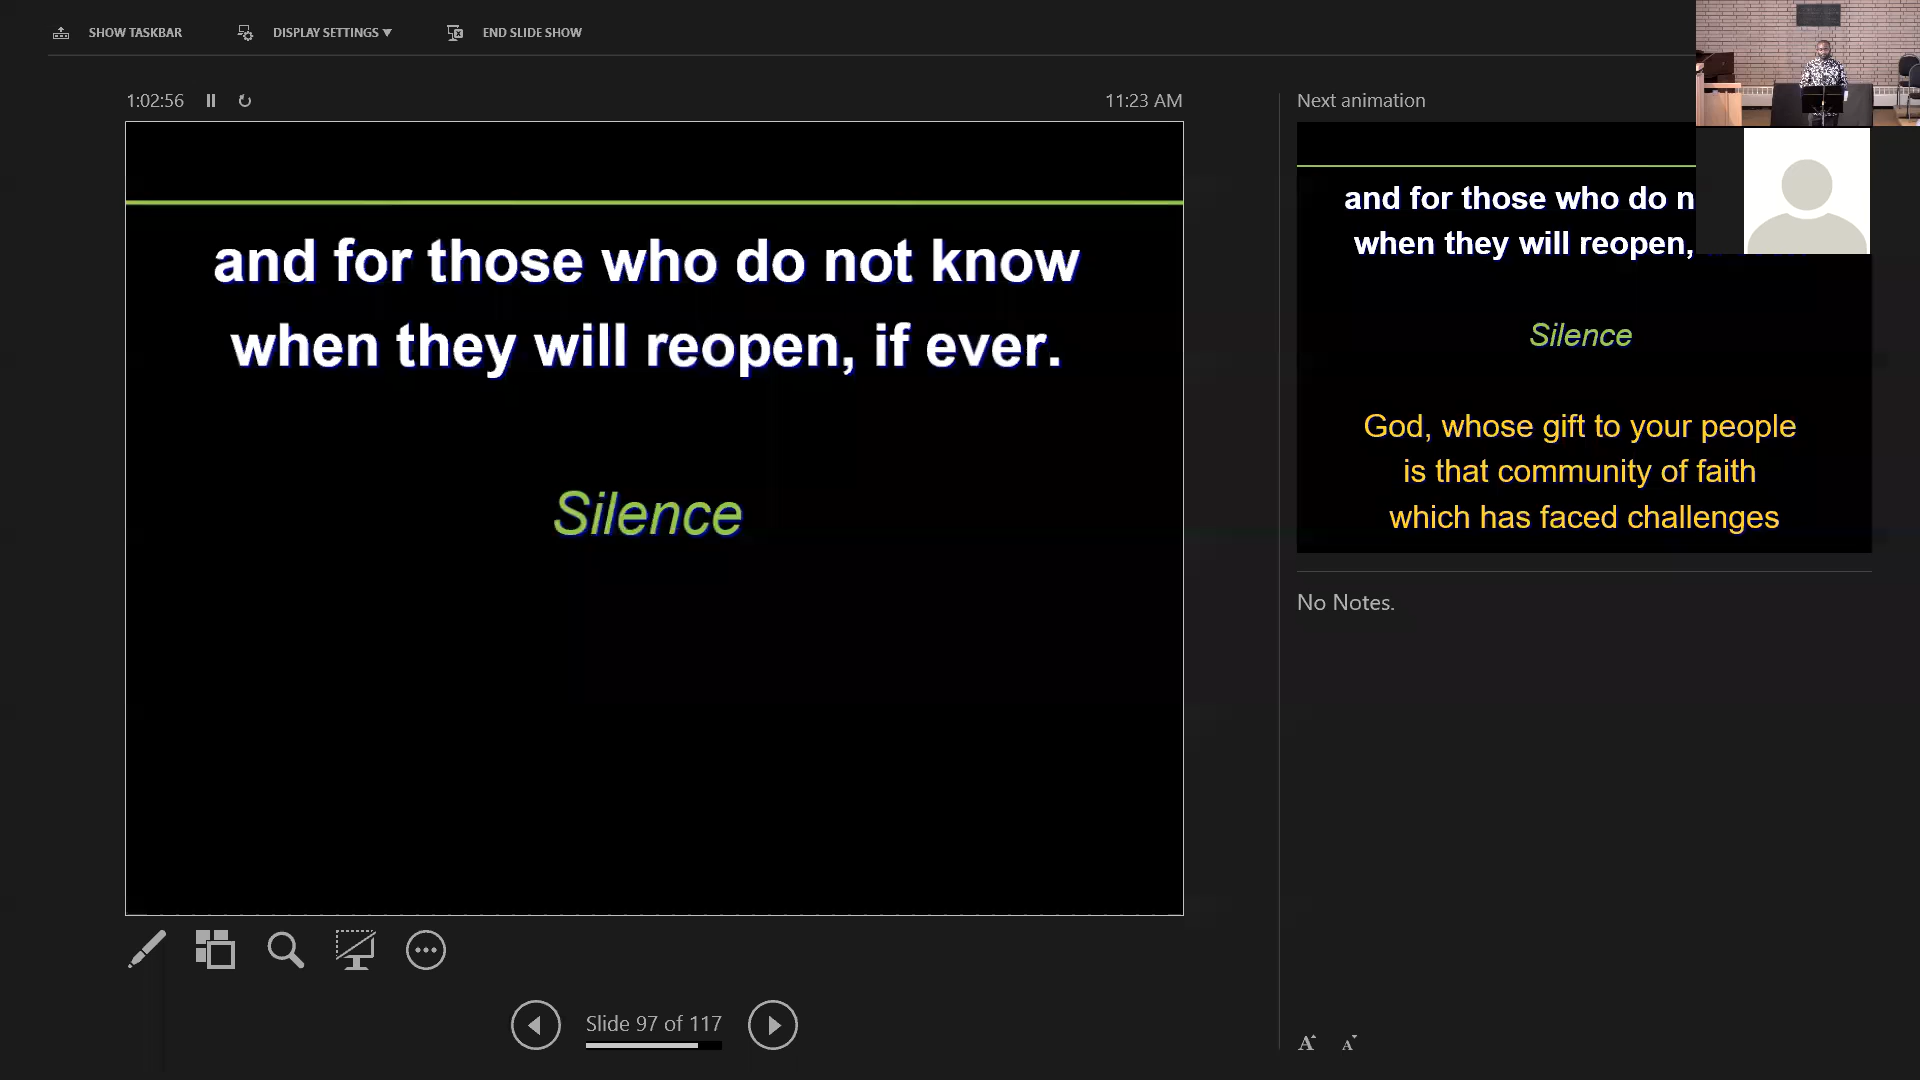 SHOW TASKBAR
DISPLAY SETTINGS ▼
END SLIDE SHOW
1:02:56
11:23 AM
Next animation
and for those who do not know
when they will reopen, if ever.
Silence
and for those who do n
when they will reopen,
Silence
God, whose gift to your people
is that community of faith
which has faced challenges
No Notes.
Slide 97 of 117
A
A